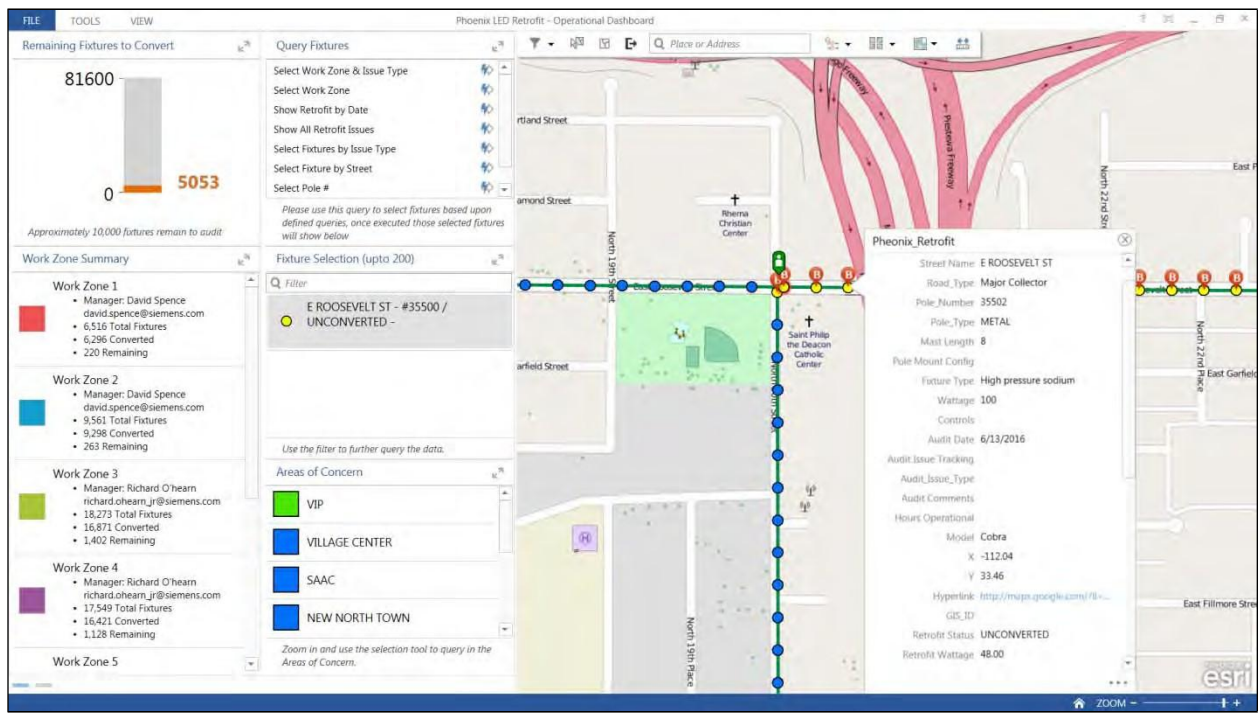 FILE TOOLS VIEW
Phoenix LED Retrofit - Operational Dashboard
Remaining Fixtures to Convert
81600
0
5053
Approximately 10,000 fixtures remain to audit
Work Zone Summary
Work Zone 1
• Manager: David Spence
david.spence@siemens.com
• 6,516 Total Fixtures
• 6,296 Converted
• 220 Remaining
Work Zone 2
• Manager: David Spence
david.spence@siemens.com
• 9,561 Total Fixtures
• 9,298 Converted
• 263 Remaining
Work Zone 3
• Manager: Richard O'hearn
richard.ohearn_jr@siemens.com
• 18,273 Total Fixtures
• 16,871 Converted
• 1,402 Remaining
Work Zone 4
• Manager: Richard O'hearn
richard.ohearn_jr@siemens.com
• 17,549 Total Fixtures
• 16,421 Converted
• 1,128 Remaining
Work Zone 5
Query Fixtures
Select Work Zone & Issue Type
Select Work Zone
Show Retrofit by Date
Show All Retrofit Issues
Select Fixtures by Issue Type
Select Fixture by Street
Select Pole #
Please use this query to select fixtures based upon
defined queries, once executed those selected fixtures
will show below
Fixture Selection (upto 200)
Filter
E ROOSEVELT ST - #35500 /
UNCONVERTED -
Use the filter to further query the data.
Areas of Concern
VIP
VILLAGE CENTER
SAAC
NEW NORTH TOWN
Zoom in and use the selection tool to query in the
Areas of Concern.
Place or Address
Freeway
Piestewa Freeway
rtland Street
amond Street
North 19th Street
Rhema
Christian
Center
North 22nd Stre
East P
B B B
B B B B
East Roosevelt Street
Saint Philip
the Deacon
Catholic
Center
arfield Street
North 22nd Place
East Garfiel
H
North 19th Place
East Fillmore Stre
Pheonix_Retrofit
Street Name E ROOSEVELT ST
Road_Type Major Collector
Pole_Number 35502
Pole_Type METAL
Mast Length 8
Pole Mount Config
Fixture Type High pressure sodium
Wattage 100
Controls
Audit Date 6/13/2016
Audit Issue Tracking
Audit_Issue_Type
Audit Comments
Hours Operational
Model Cobra
X -112.04
Y 33.46
Hyperlink http://maps.google.com/?ll=...
GIS_ID
Retrofit Status UNCONVERTED
Retrofit Wattage 48.00
esri
ZOOM